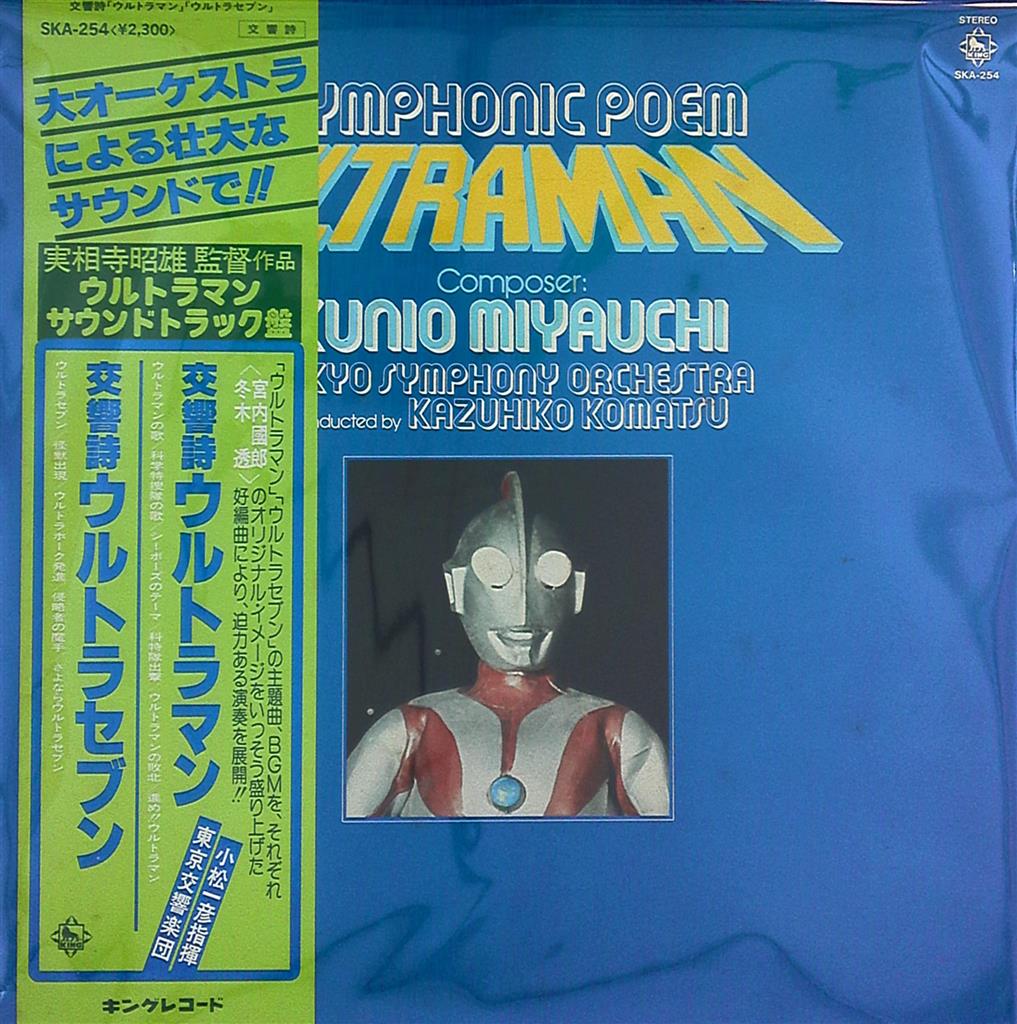 交響詩「ウルトラマン」「ウルトラセブン」
SKA-254<¥2,300>
交響詩
大オーケストラ
による壮大な
サウンドで!!
実相寺昭雄 監督作品
ウルトラマン
サウンドトラック盤
「ウルトラマン」「ウルトラセブン」の主題曲、BGMを、それぞれ
〈宮内國郎
冬木 透〉
のオリジナル・イメージをいっそう盛り上げた
好編曲により、迫力ある演奏を展開!!
交響詩ウルトラマン
ウルトラマンの歌/科学特捜隊の歌/シーボーズのテーマ/科特隊出撃/ウルトラマンの敗北/進め!!ウルトラマン
交響詩ウルトラセブン
ウルトラセブン/怪獣出現/ウルトラホーク発進/侵略者の魔手/さよならウルトラセブン
小松一彦指揮
東京交響楽団
KING
キングレコード
STEREO
KING
SKA-254
YMPHONIC POEM
LTRAMAN
Composer:
KUNIO MIYAUCHI
KYO SYMPHONY ORCHESTRA
nducted by KAZUHIKO KOMATSU